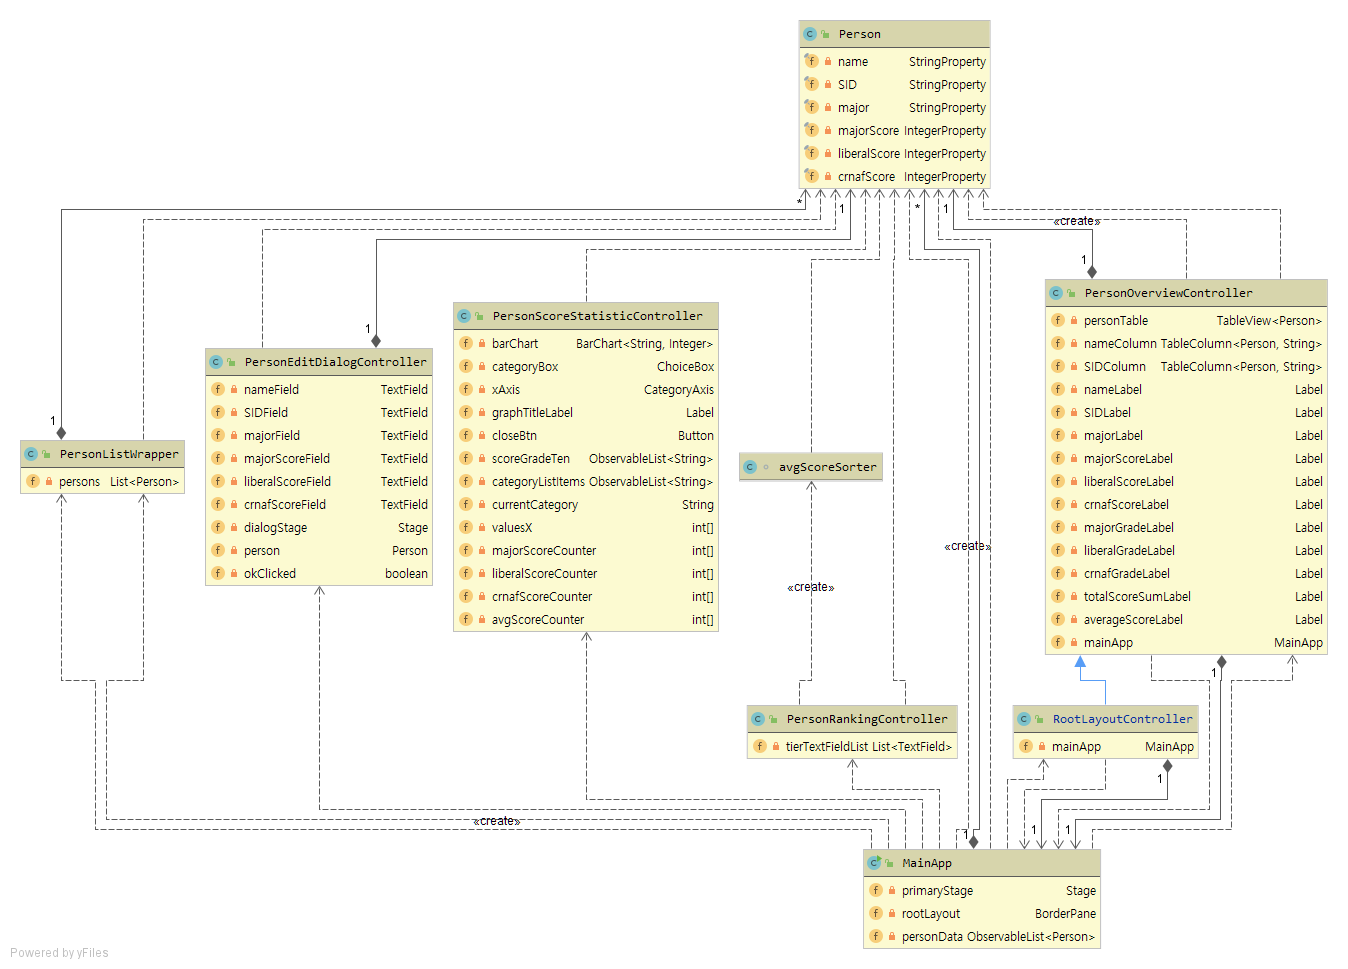 Person
name StringProperty
SID StringProperty
major StringProperty
majorScore IntegerProperty
liberalScore IntegerProperty
crnafScore IntegerProperty
* 1 * 1
«create»
1
PersonOverviewController
personTable TableView<Person>
nameColumn TableColumn<Person, String>
SIDColumn TableColumn<Person, String>
nameLabel Label
SIDLabel Label
majorLabel Label
majorScoreLabel Label
liberalScoreLabel Label
crnafScoreLabel Label
majorGradeLabel Label
liberalGradeLabel Label
crnafGradeLabel Label
totalScoreSumLabel Label
averageScoreLabel Label
mainApp MainApp
1
PersonScoreStatisticController
barChart BarChart<String, Integer>
categoryBox ChoiceBox
xAxis CategoryAxis
graphTitleLabel Label
closeBtn Button
scoreGradeTen ObservableList<String>
categoryListItems ObservableList<String>
currentCategory String
valuesX int[]
majorScoreCounter int[]
liberalScoreCounter int[]
crnafScoreCounter int[]
avgScoreCounter int[]
1
PersonEditDialogController
nameField TextField
SIDField TextField
majorField TextField
majorScoreField TextField
liberalScoreField TextField
crnafScoreField TextField
dialogStage Stage
person Person
okClicked boolean
1
PersonListWrapper
persons List<Person>
avgScoreSorter
«create»
«create»
PersonRankingController
tierTextFieldList List<TextField>
RootLayoutController
mainApp MainApp
1
«create»
1 1 1
MainApp
primaryStage Stage
rootLayout BorderPane
personData ObservableList<Person>
Powered by yFiles